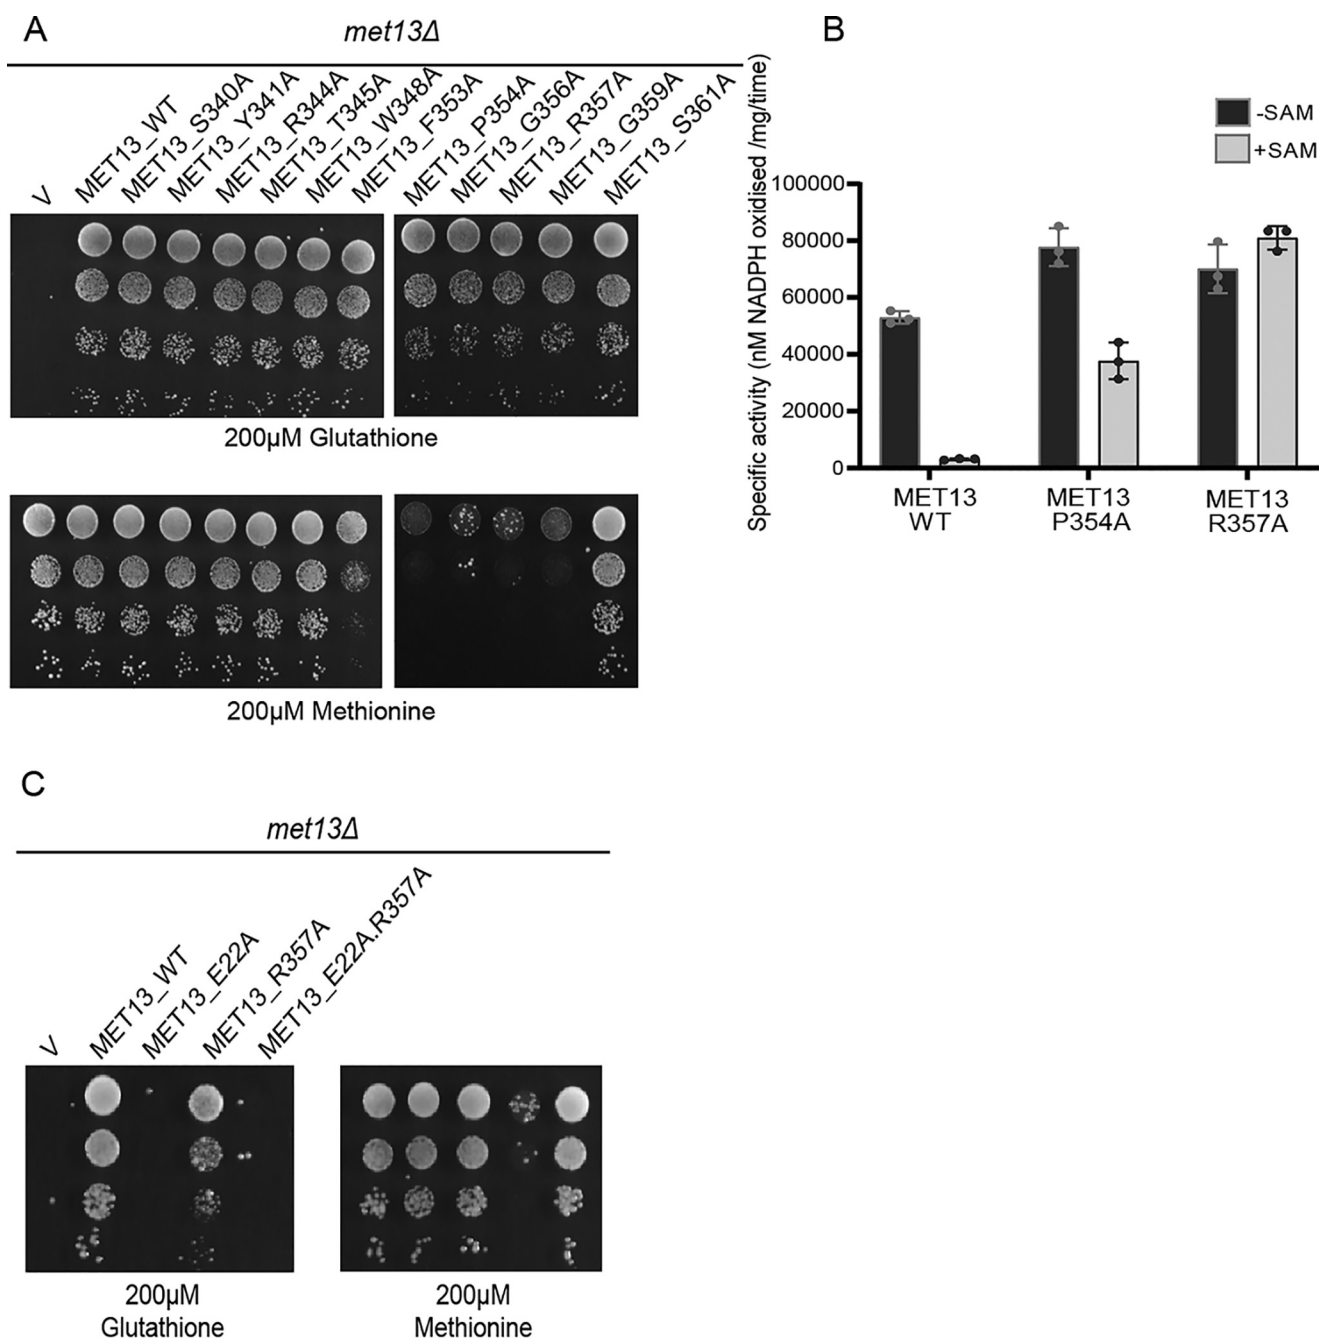 A
met13Δ
V
MET13_WT
MET13_S340A
MET13_Y341A
MET13_R344A
MET13_T345A
MET13_W348A
MET13_F353A
MET13_P354A
MET13_G356A
MET13_R357A
MET13_G359A
MET13_S361A
200µM Glutathione
200µM Methionine
B
Specific activity (nM NADPH oxidised /mg/time)
-SAM
+SAM
100000
80000
60000
40000
20000
0
MET13
WT
MET13
P354A
MET13
R357A
C
met13Δ
V
MET13_WT
MET13_E22A
MET13_R357A
MET13_E22A.R357A
200µM
Glutathione
200µM
Methionine